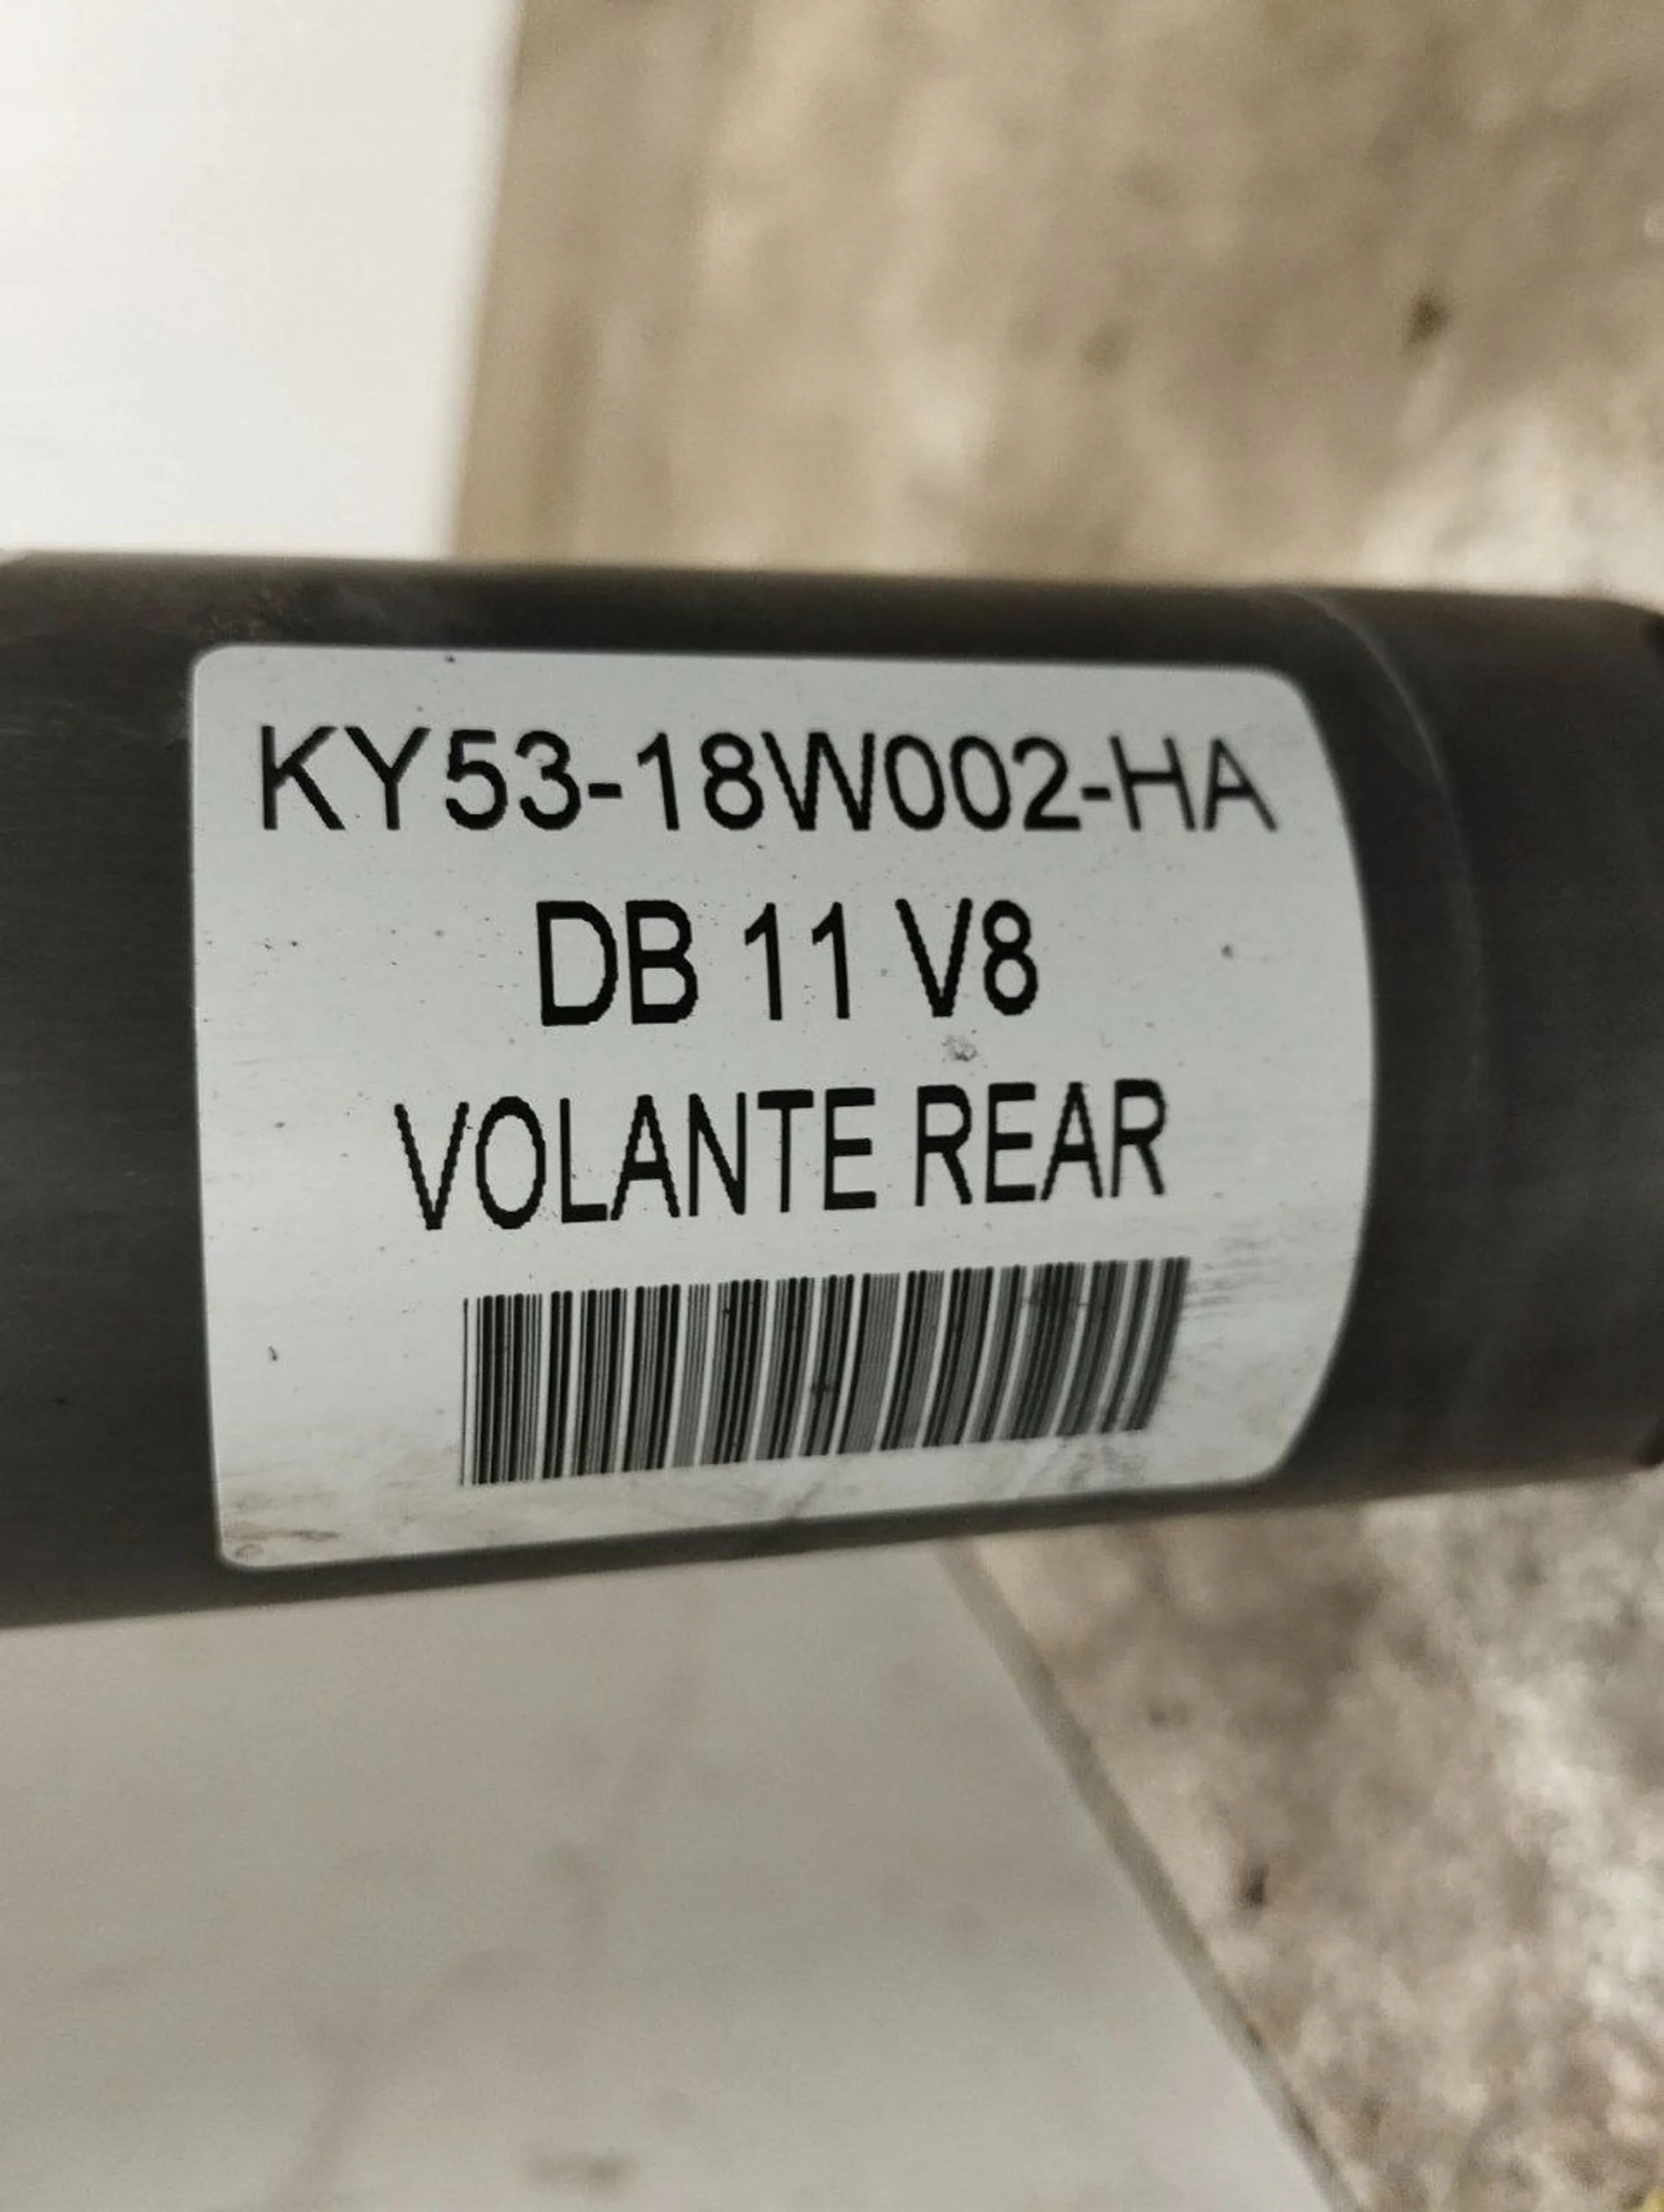 KY53-18W002-HA
DB 11 V8
VOLANTE REAR